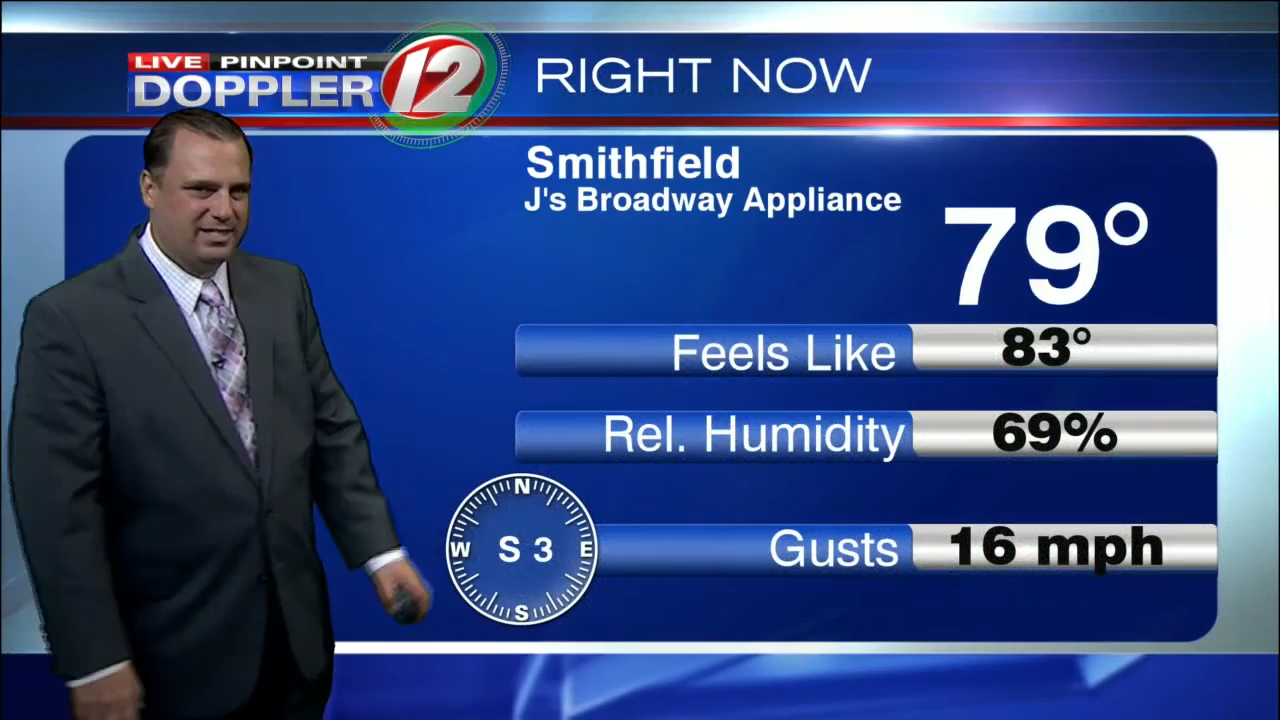 LIVE PINPOINT
DOPPLER 12
RIGHT NOW
Smithfield
J's Broadway Appliance
79°
Feels Like 83°
Rel. Humidity 69%
N
W S 3 E
S
Gusts 16 mph